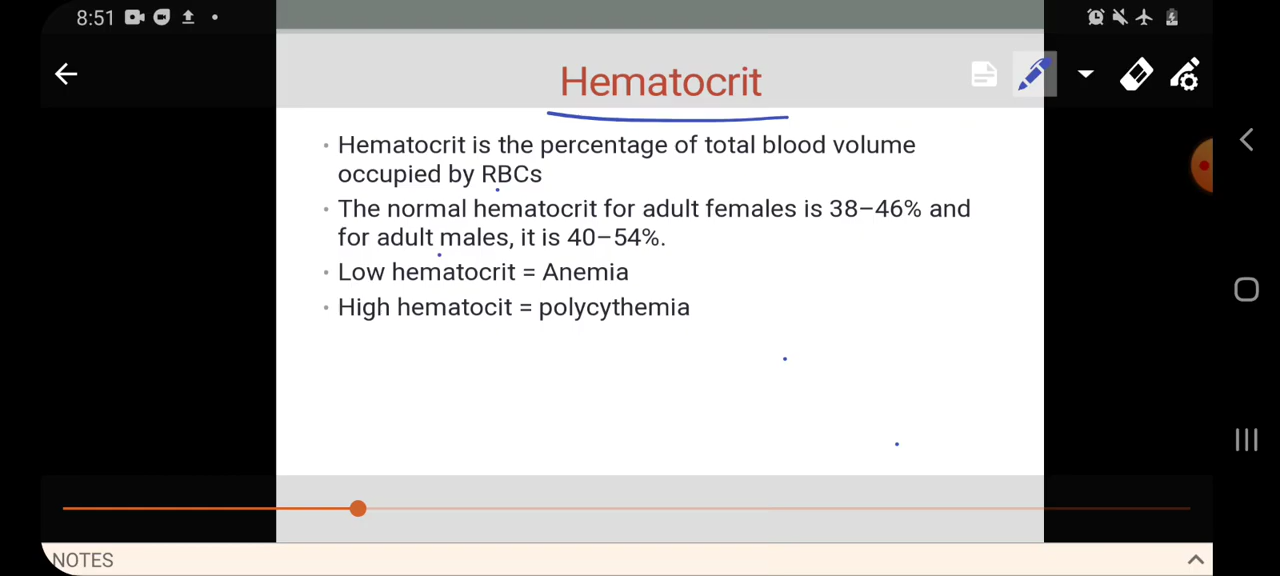 8:51
Hematocrit
• Hematocrit is the percentage of total blood volume
occupied by RBCs
• The normal hematocrit for adult females is 38–46% and
for adult males, it is 40–54%.
• Low hematocrit = Anemia
• High hematocit = polycythemia
NOTES